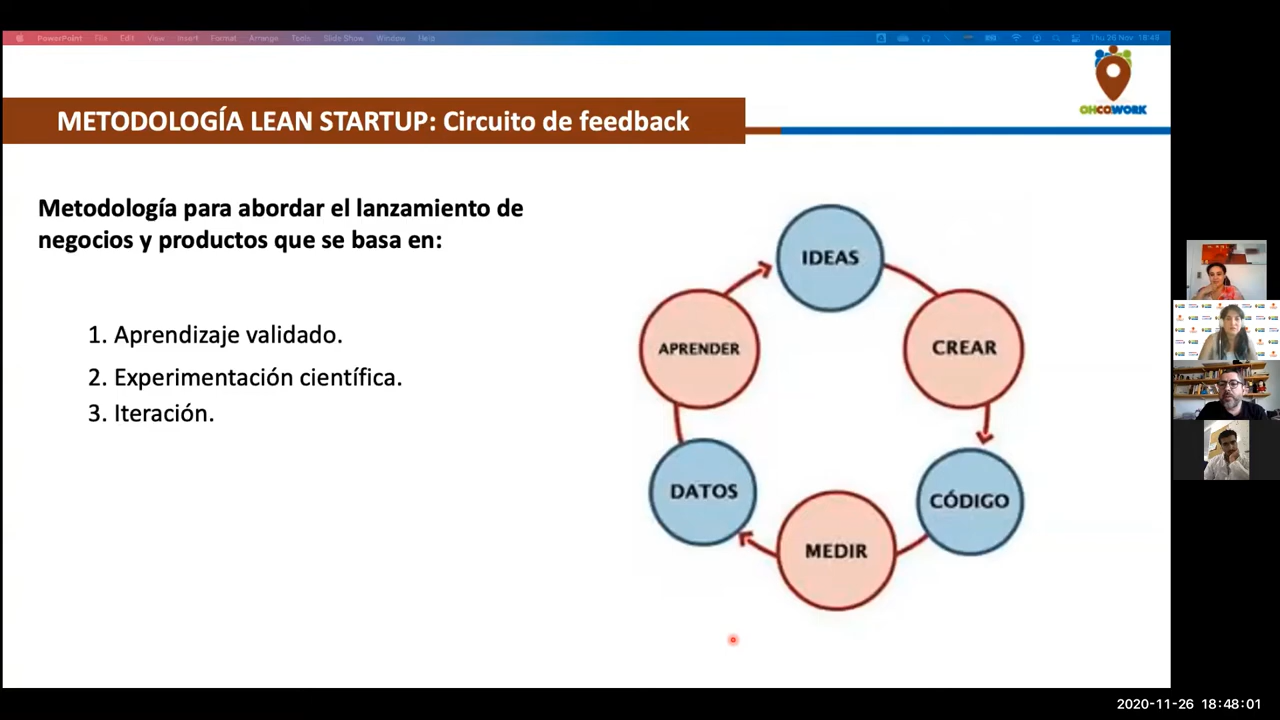 PowerPoint File Edit View Insert Format Arrange Tools Slide Show Window Help Thu 26 Nov 18:48
OHCOWORK
METODOLOGÍA LEAN STARTUP: Circuito de feedback
Metodología para abordar el lanzamiento de
negocios y productos que se basa en:
1. Aprendizaje validado.
2. Experimentación científica.
3. Iteración.
IDEAS
CREAR
CÓDIGO
MEDIR
DATOS
APRENDER
2020-11-26 18:48:01